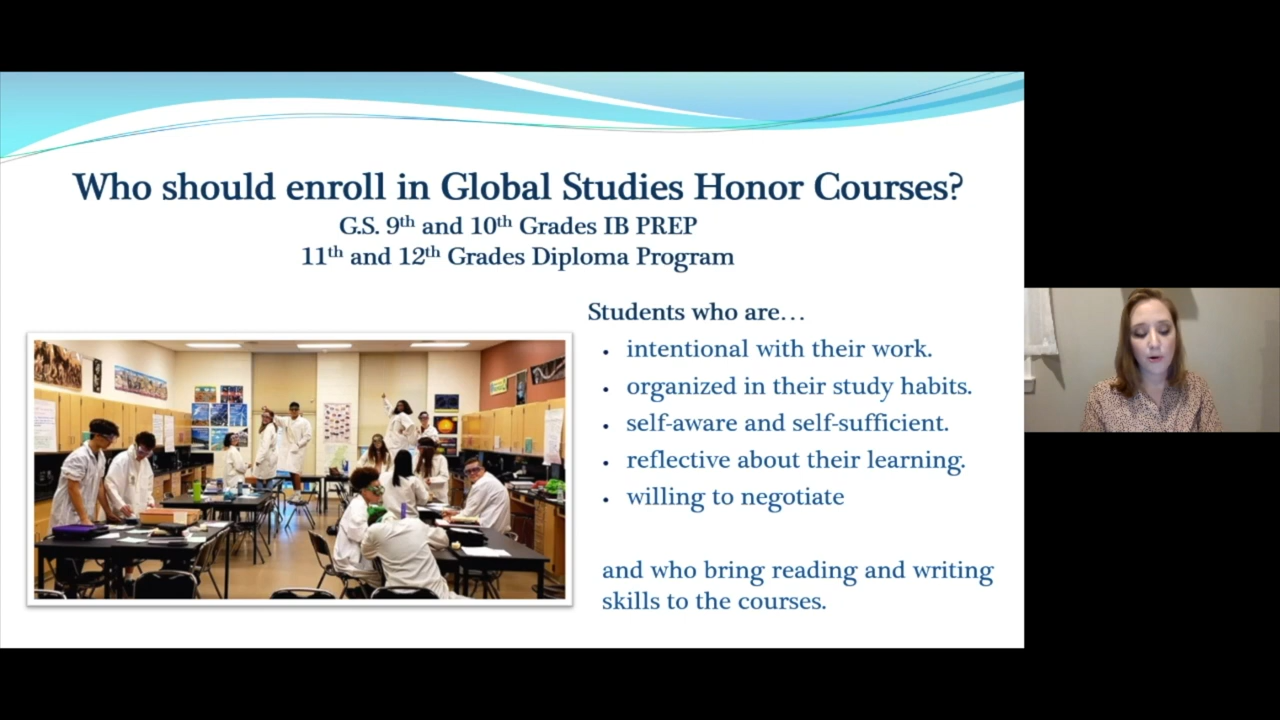 Who should enroll in Global Studies Honor Courses?
G.S. 9th and 10th Grades IB PREP
11th and 12th Grades Diploma Program
Students who are…
• intentional with their work.
• organized in their study habits.
• self-aware and self-sufficient.
• reflective about their learning.
• willing to negotiate
and who bring reading and writing
skills to the courses.